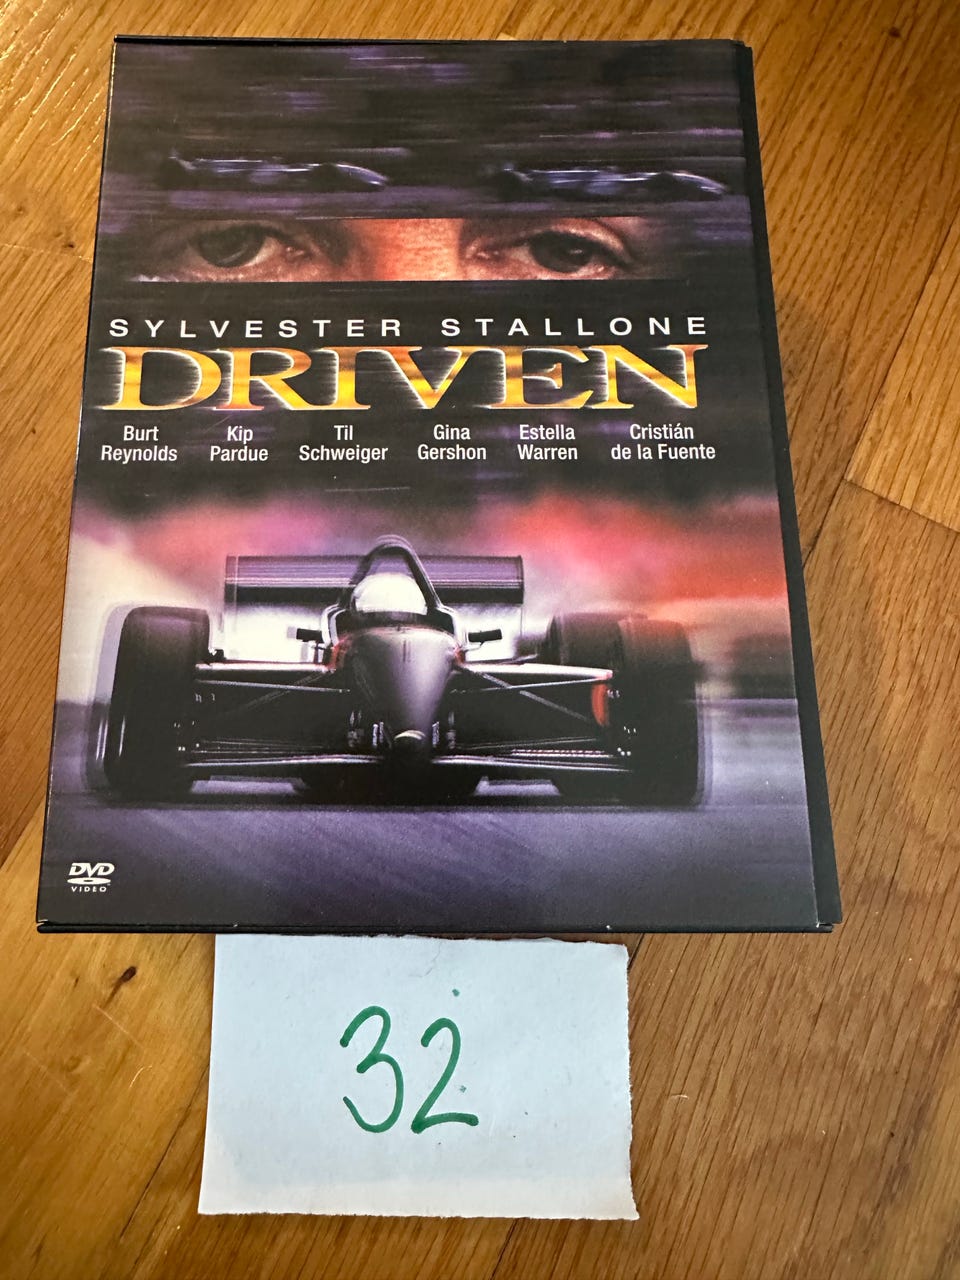 SYLVESTER STALLONE
DRIVEN
Burt Reynolds
Kip Pardue
Til Schweiger
Gina Gershon
Estella Warren
Cristián de la Fuente
DVD
VIDEO
32